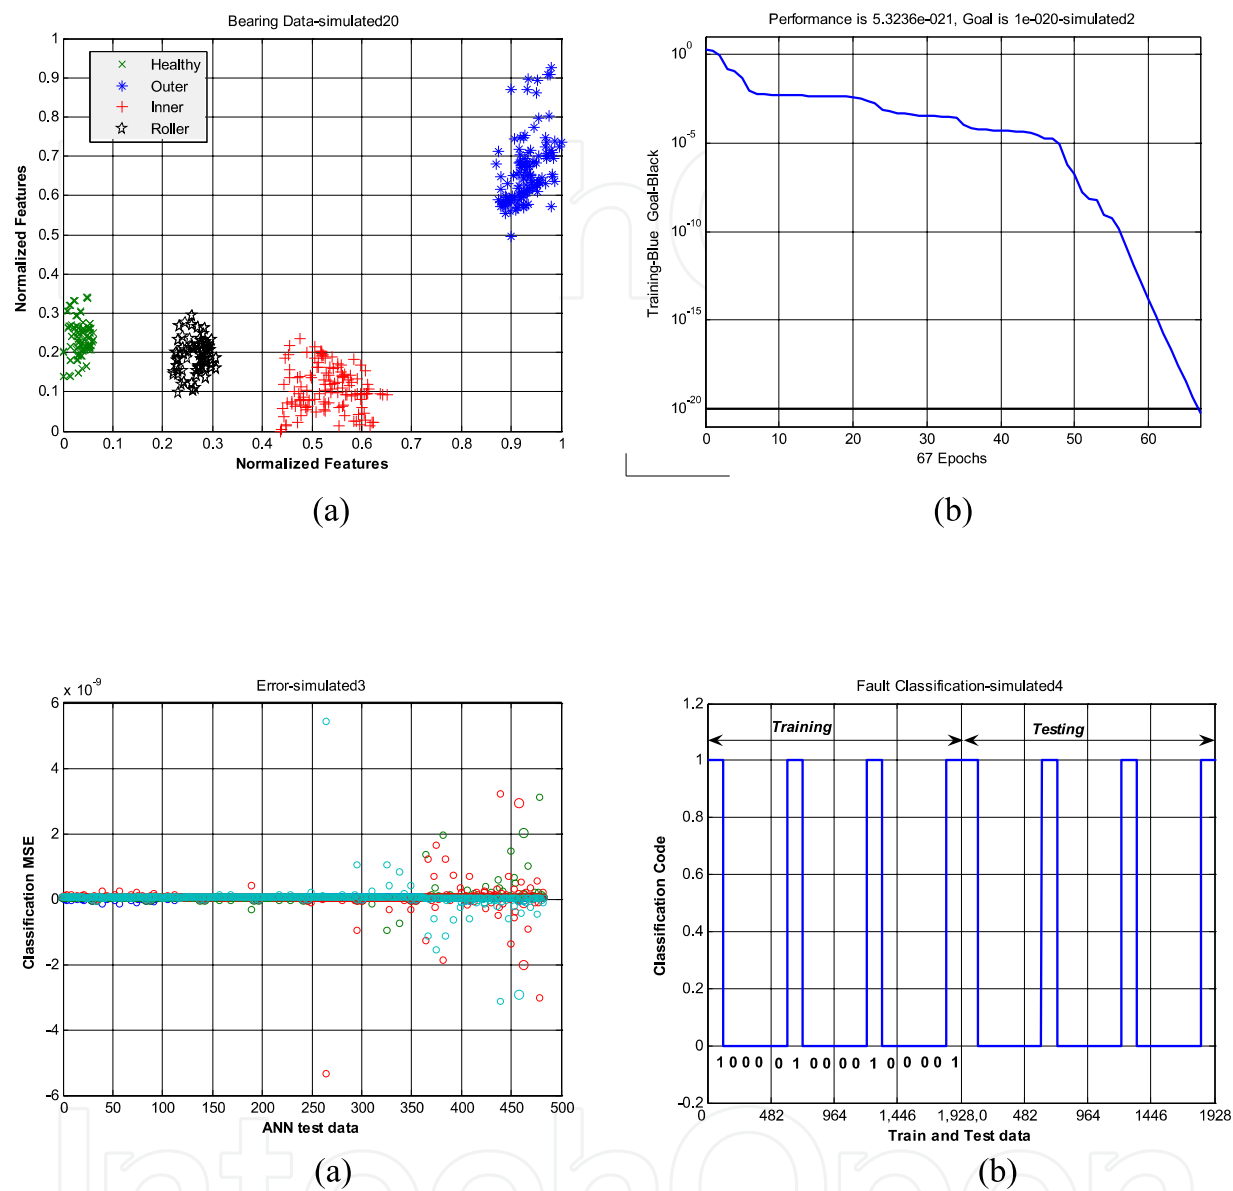 Bearing Data-simulated20
1
0.9
0.8
0.7
0.6
0.5
0.4
0.3
0.2
0.1
0
Normalized Features
Healthy
Outer
Inner
Roller
0 0.1 0.2 0.3 0.4 0.5 0.6 0.7 0.8 0.9 1
Normalized Features
(a)
Performance is 5.3236e-021, Goal is 1e-020-simulated2
10^0
10^-5
10^-10
10^-15
10^-20
Training-Blue Goal-Black
0 10 20 30 40 50 60
67 Epochs
(b)
x 10^-9
Error-simulated3
6
4
2
0
-2
-4
-6
Classification MSE
0 50 100 150 200 250 300 350 400 450 500
ANN test data
(a)
Fault Classification-simulated4
1.2
1
0.8
0.6
0.4
0.2
0
-0.2
Classification Code
Training
Testing
1 0 0 0 0 1 0 0 0 0 1 0 0 0 0 1
0 482 964 1,446 1,928,0 482 964 1446 1928
Train and Test data
(b)
IntechOpen